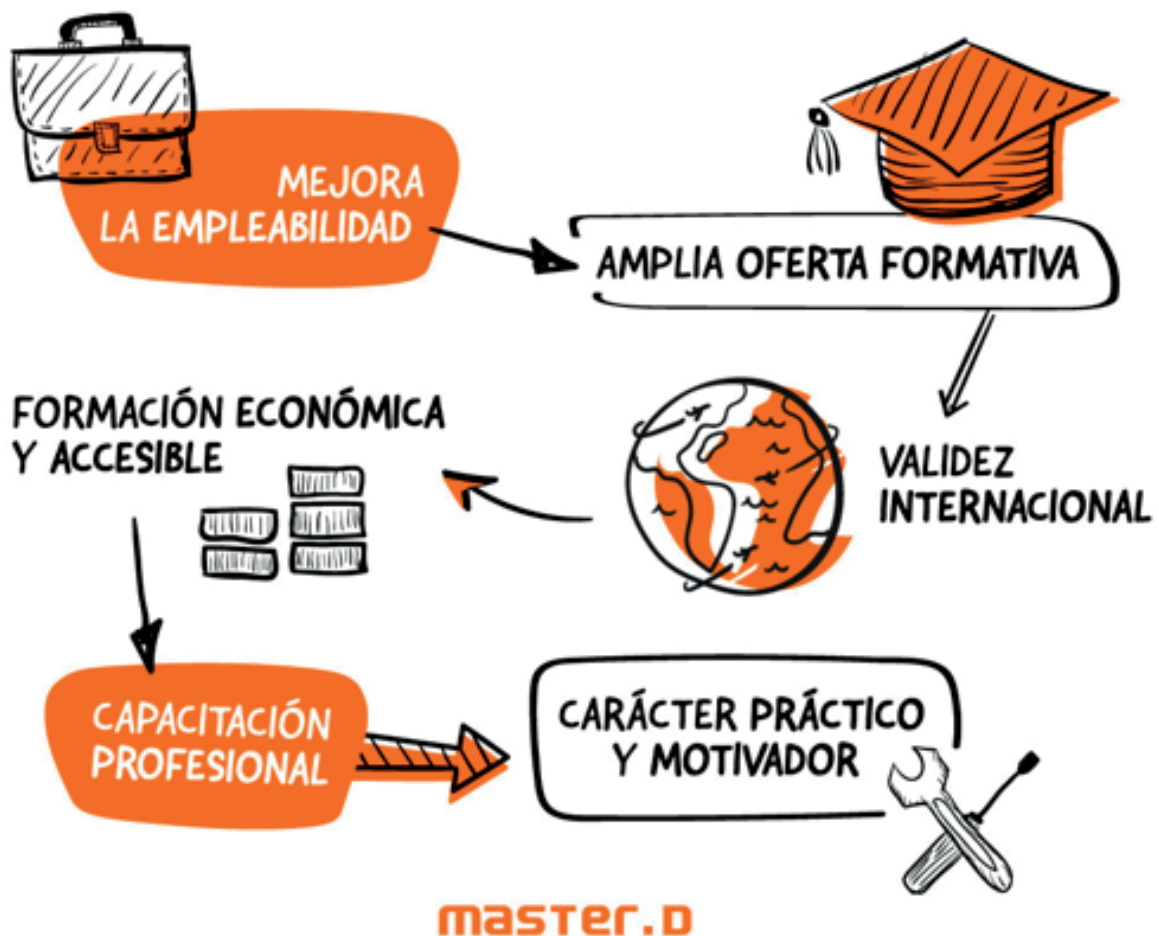 MEJORA
LA EMPLEABILIDAD
AMPLIA OFERTA FORMATIVA
VALIDEZ
INTERNACIONAL
FORMACIÓN ECONÓMICA
Y ACCESIBLE
CAPACITACIÓN
PROFESIONAL
CARÁCTER PRÁCTICO
Y MOTIVADOR
master.D